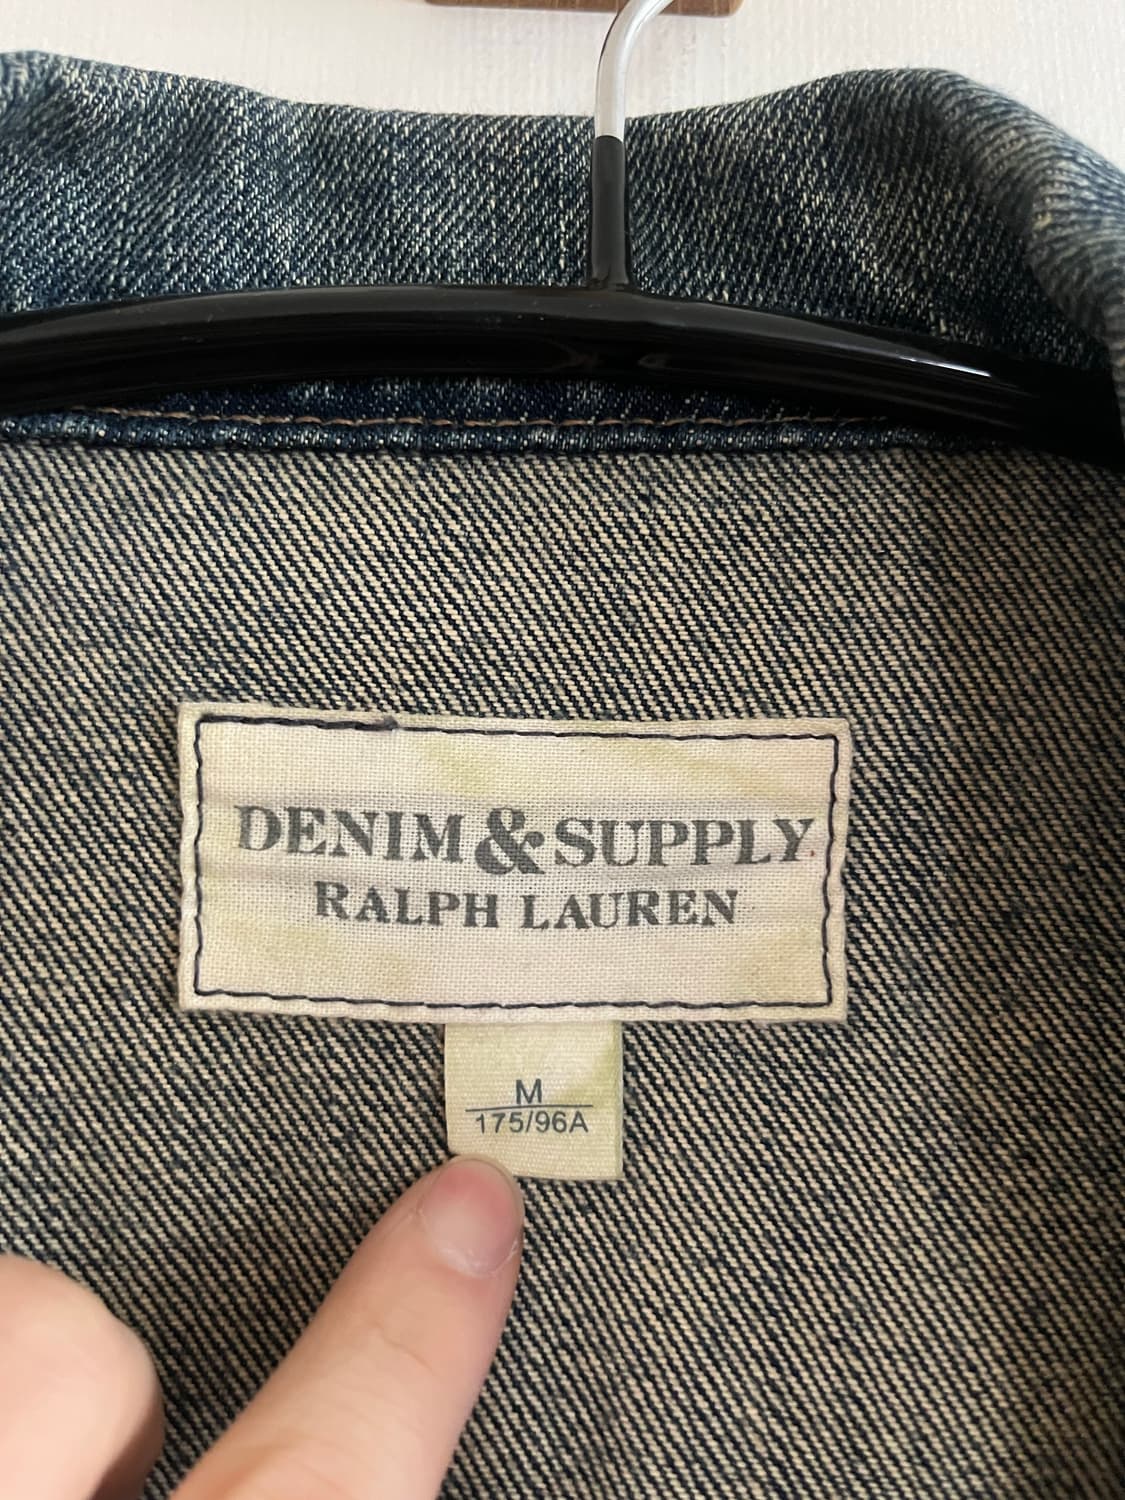 DENIM & SUPPLY
RALPH LAUREN
M
175/96A